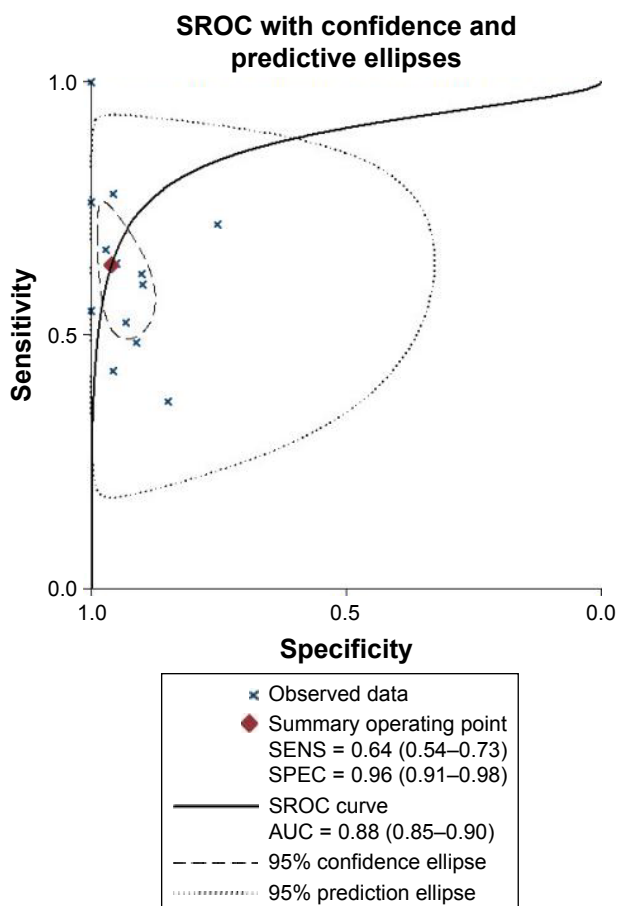 SROC with confidence and
predictive ellipses
1.0
0.5
0.0
Sensitivity
1.0
0.5
0.0
Specificity
Observed data
Summary operating point
SENS = 0.64 (0.54–0.73)
SPEC = 0.96 (0.91–0.98)
SROC curve
AUC = 0.88 (0.85–0.90)
95% confidence ellipse
95% prediction ellipse